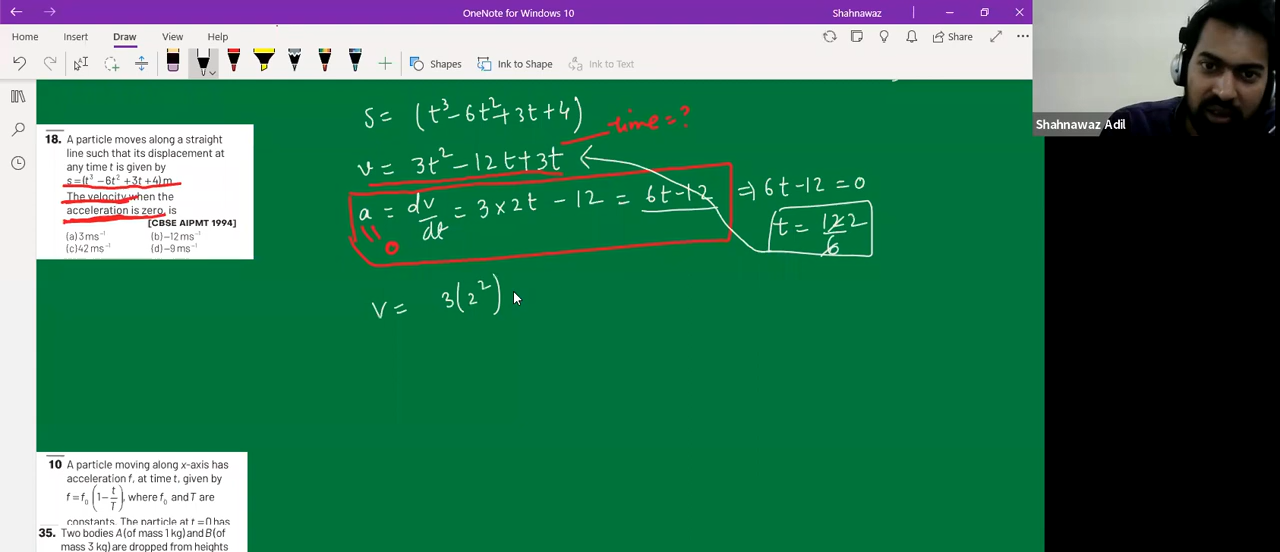 OneNote for Windows 10
Shahnawaz
Home Insert Draw View Help
Share
Shapes Ink to Shape Ink to Text
Shahnawaz Adil
18. A particle moves along a straight
line such that its displacement at
any time t is given by
s=(t³ −6t² +3t+4) m
The velocity when the
acceleration is zero, is
[CBSE AIPMT 1994]
(a) 3 ms⁻¹ (b) −12 ms⁻¹
(c) 42 ms⁻¹ (d) −9 ms⁻¹
s = (t³ − 6t² + 3t + 4)
time = ?
v = 3t² − 12t + 3t
a = dv/dt = 3 × 2t − 12 = 6t − 12 ⇒ 6t − 12 = 0
0
t = 12/6 2
v = 3(2²)
10 A particle moving along x-axis has
acceleration f, at time t, given by
f = f₀ (1 − t/T), where f₀ and T are
constants. The particle at t = 0 has
35. Two bodies A (of mass 1 kg) and B (of
mass 3 kg) are dropped from heights